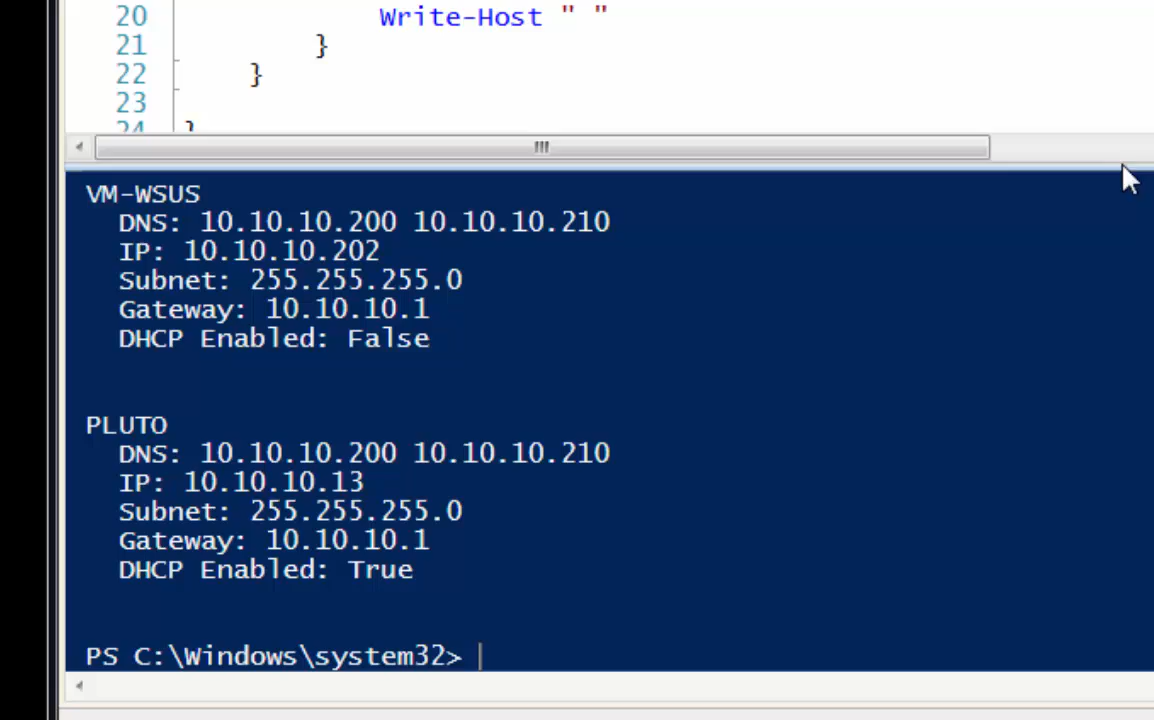 20 Write-Host " "
21 }
22 }
23
24 }
VM-WSUS
DNS: 10.10.10.200 10.10.10.210
IP: 10.10.10.202
Subnet: 255.255.255.0
Gateway: 10.10.10.1
DHCP Enabled: False
PLUTO
DNS: 10.10.10.200 10.10.10.210
IP: 10.10.10.13
Subnet: 255.255.255.0
Gateway: 10.10.10.1
DHCP Enabled: True
PS C:\Windows\system32>